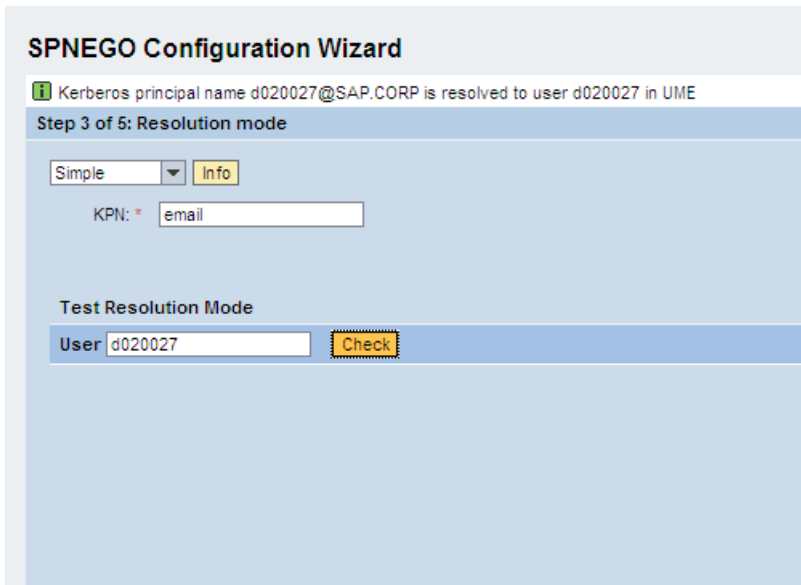 SPNEGO Configuration Wizard
Kerberos principal name d020027@SAP.CORP is resolved to user d020027 in UME
Step 3 of 5: Resolution mode
Simple Info
KPN: * email
Test Resolution Mode
User d020027 Check